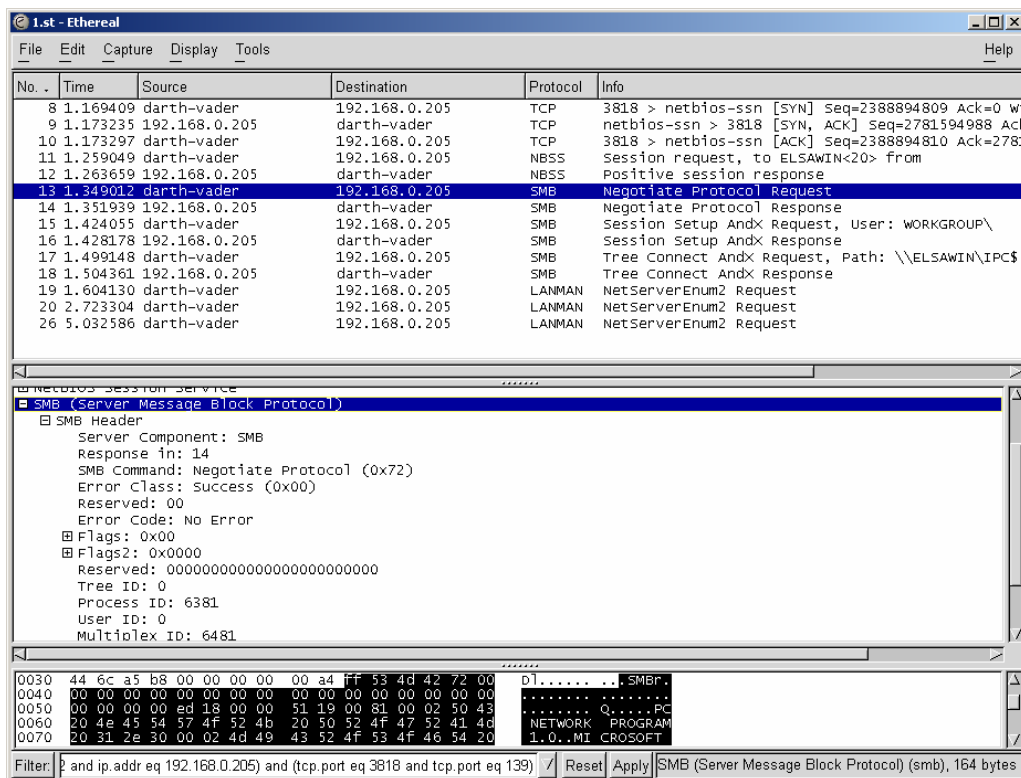 1.st - Ethereal
File Edit Capture Display Tools Help
No. . Time Source Destination Protocol Info
8 1.169409 darth-vader 192.168.0.205 TCP 3818 > netbios-ssn [SYN] Seq=2388894809 Ack=0
9 1.173235 192.168.0.205 darth-vader TCP netbios-ssn > 3818 [SYN, ACK] Seq=2781594988
10 1.173297 darth-vader 192.168.0.205 TCP 3818 > netbios-ssn [ACK] Seq=2388894810
11 1.259049 darth-vader 192.168.0.205 NBSS Session request, to ELSAWIN<20> from
12 1.263659 192.168.0.205 darth-vader NBSS Positive session response
13 1.349012 darth-vader 192.168.0.205 SMB Negotiate Protocol Request
14 1.351939 192.168.0.205 darth-vader SMB Negotiate Protocol Response
15 1.424055 darth-vader 192.168.0.205 SMB Session Setup AndX Request, User: WORKGROUP\
16 1.428178 192.168.0.205 darth-vader SMB Session Setup AndX Response
17 1.499148 darth-vader 192.168.0.205 SMB Tree Connect AndX Request, Path: \\ELSAWIN\IPC$
18 1.504361 192.168.0.205 darth-vader SMB Tree Connect AndX Response
19 1.604130 darth-vader 192.168.0.205 LANMAN NetServerEnum2 Request
20 2.723304 darth-vader 192.168.0.205 LANMAN NetServerEnum2 Request
26 5.032586 darth-vader 192.168.0.205 LANMAN NetServerEnum2 Request
NetBIOS Session Service
SMB (Server Message Block Protocol)
SMB Header
Server Component: SMB
Response in: 14
SMB Command: Negotiate Protocol (0x72)
Error Class: Success (0x00)
Reserved: 00
Error Code: No Error
Flags: 0x00
Flags2: 0x0000
Reserved: 000000000000000000000000
Tree ID: 0
Process ID: 6381
User ID: 0
Multiplex ID: 6481
0030 44 6c a5 b8 00 00 00 00 00 a4 ff 53 4d 42 72 00 Dl...... ...SMBr.
0040 00 00 00 00 00 00 00 00 00 00 00 00 00 00 00 00 ........ ........
0050 00 00 00 00 ed 18 00 00 51 19 00 81 00 02 50 43 ........ Q.....PC
0060 20 4e 45 54 57 4f 52 4b 20 50 52 4f 47 52 41 4d NETWORK PROGRAM
0070 20 31 2e 30 00 02 4d 49 43 52 4f 53 4f 46 54 20 1.0..MI CROSOFT
Filter: 2 and ip.addr eq 192.168.0.205) and (tcp.port eq 3818 and tcp.port eq 139) Reset Apply SMB (Server Message Block Protocol) (smb), 164 bytes